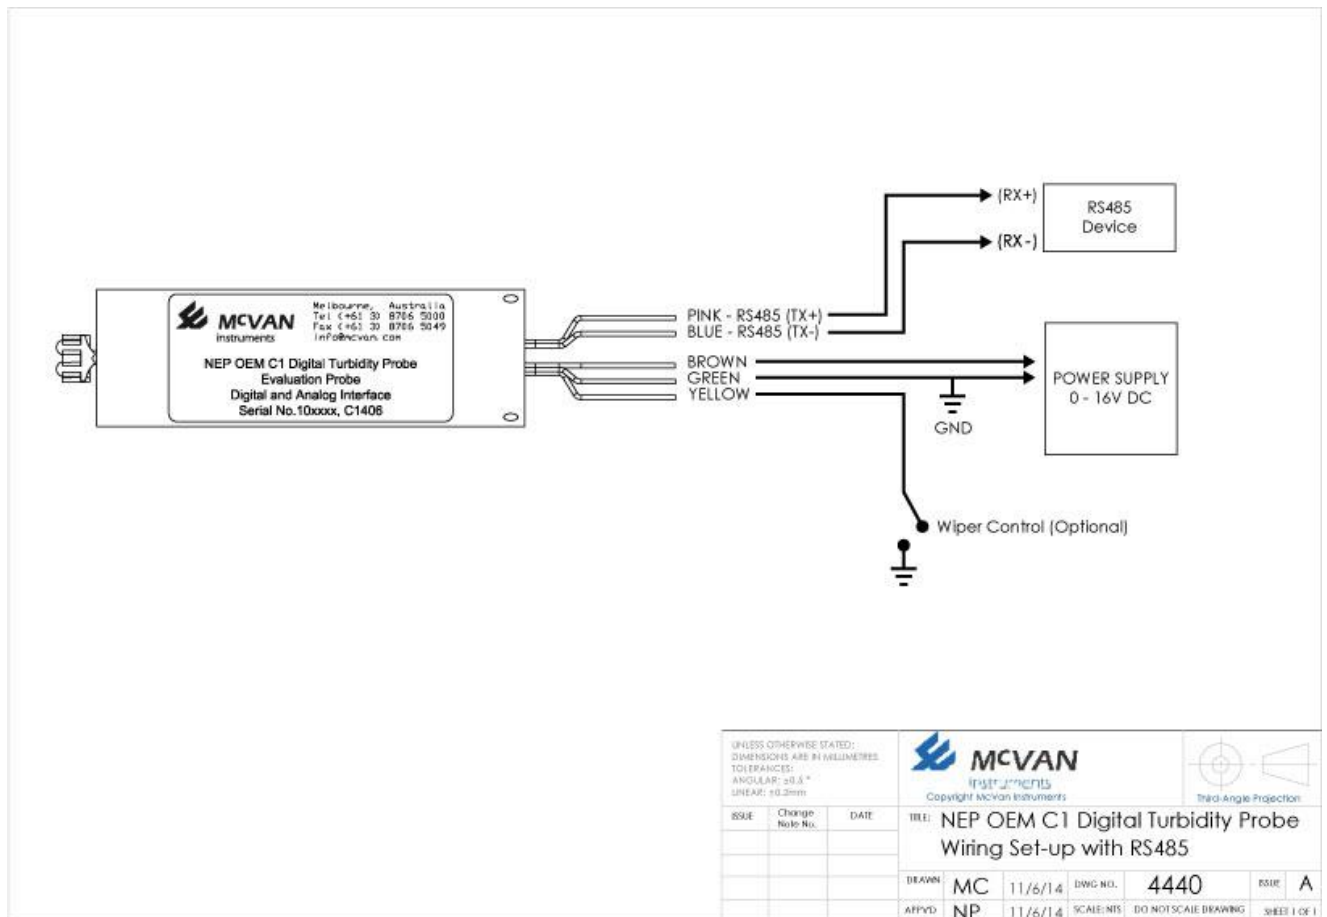 (RX+)
RS485
Device
(RX-)
MCVAN
instruments
Melbourne, Australia
Tel (+61 3) 8706 5000
Fax (+61 3) 8706 5049
info@mcvan.com
NEP OEM C1 Digital Turbidity Probe
Evaluation Probe
Digital and Analog Interface
Serial No.10xxxx, C1406
PINK - RS485 (TX+)
BLUE - RS485 (TX-)
BROWN
GREEN
YELLOW
POWER SUPPLY
0 - 16V DC
GND
Wiper Control (Optional)
UNLESS OTHERWISE STATED:
DIMENSIONS ARE IN MILLIMETRES
TOLERANCES:
ANGULAR: ±0.5 °
LINEAR: ±0.2mm
MCVAN
instruments
Copyright McVan Instruments
Third-Angle Projection
ISSUE
Change
Note No.
DATE
TITLE: NEP OEM C1 Digital Turbidity Probe
Wiring Set-up with RS485
DRAWN MC 11/6/14 DWG NO. 4440 ISSUE A
APPVD NP 11/6/14 SCALE: NTS DO NOT SCALE DRAWING SHEET 1 OF 1